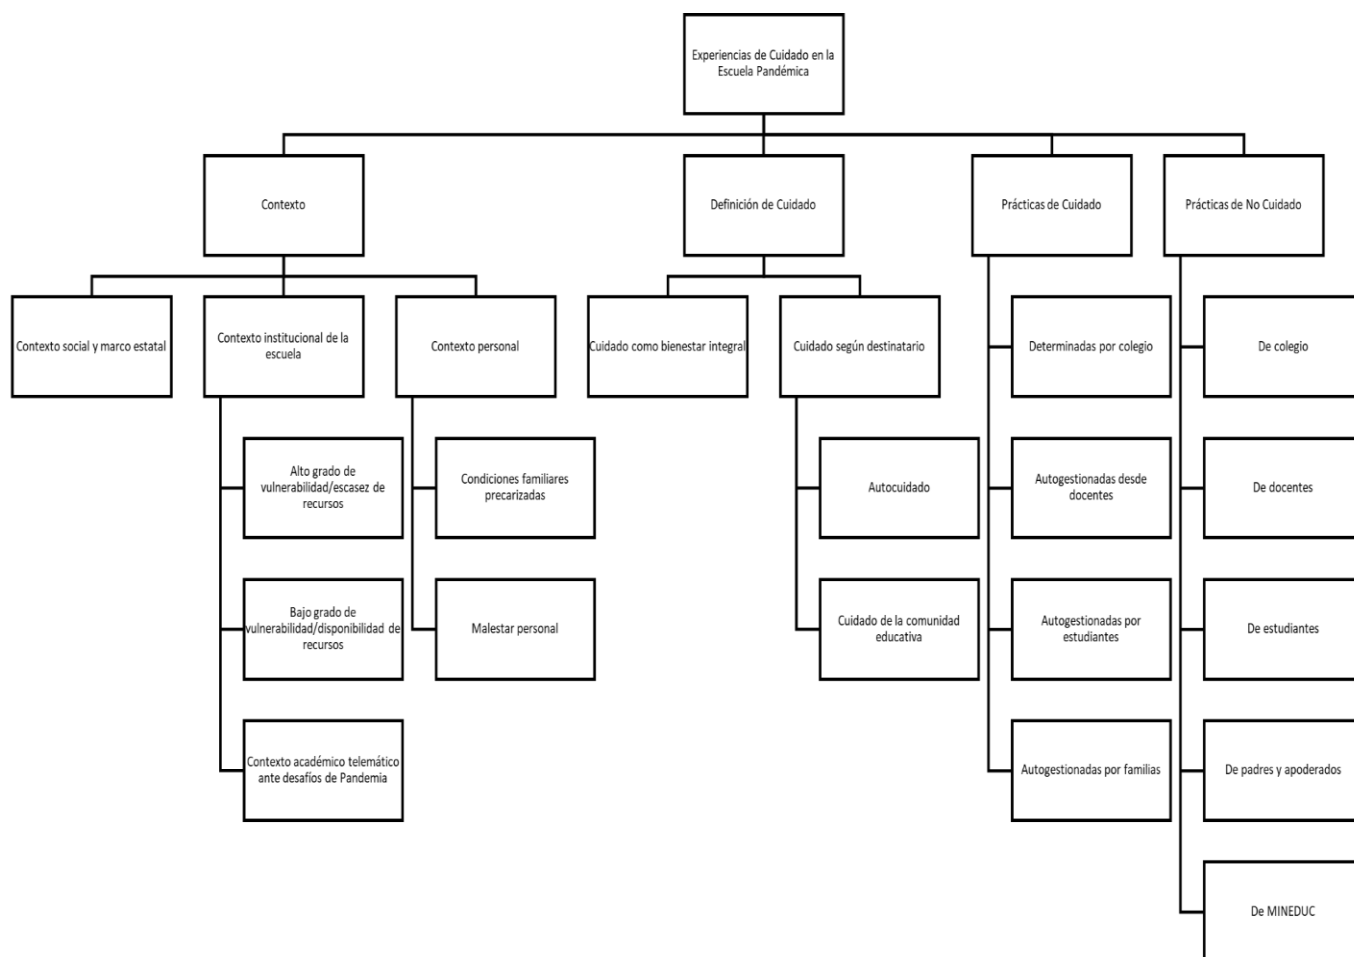 Experiencias de Cuidado en la
Escuela Pandémica
Contexto
Definición de Cuidado
Prácticas de Cuidado
Prácticas de No Cuidado
Contexto social y marco estatal
Contexto institucional de la
escuela
Contexto personal
Cuidado como bienestar integral
Cuidado según destinatario
Determinadas por colegio
De colegio
Alto grado de
vulnerabilidad/escasez de
recursos
Condiciones familiares
precarizadas
Autocuidado
Autogestionadas desde
docentes
De docentes
Bajo grado de
vulnerabilidad/disponibilidad de
recursos
Malestar personal
Cuidado de la comunidad
educativa
Autogestionadas por
estudiantes
De estudiantes
Contexto académico telemático
ante desafíos de Pandemia
Autogestionadas por familias
De padres y apoderados
De MINEDUC